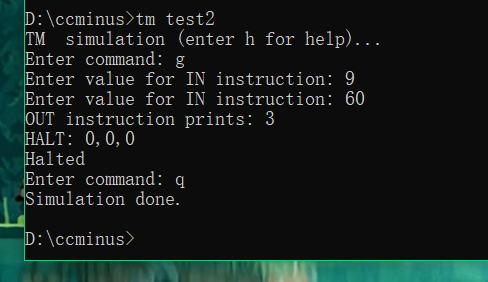 D:\ccminus>tm test2
TM  simulation (enter h for help)...
Enter command: g
Enter value for IN instruction: 9
Enter value for IN instruction: 60
OUT instruction prints: 3
HALT: 0,0,0
Halted
Enter command: q
Simulation done.
D:\ccminus>